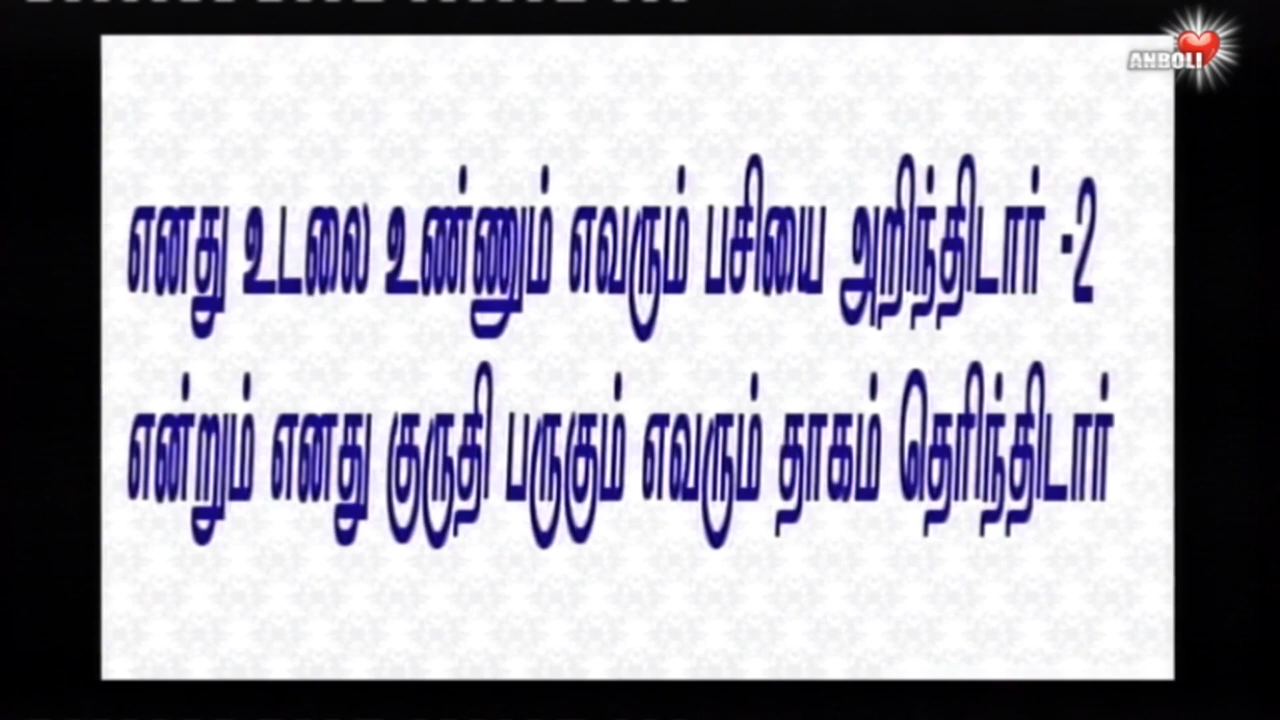 ANBOLI
எனது உடலை உண்ணும் எவரும் பசியை அறிந்திடார் -2
என்றும் எனது குருதி பருகும் எவரும் தாகம் தெரிந்திடார்